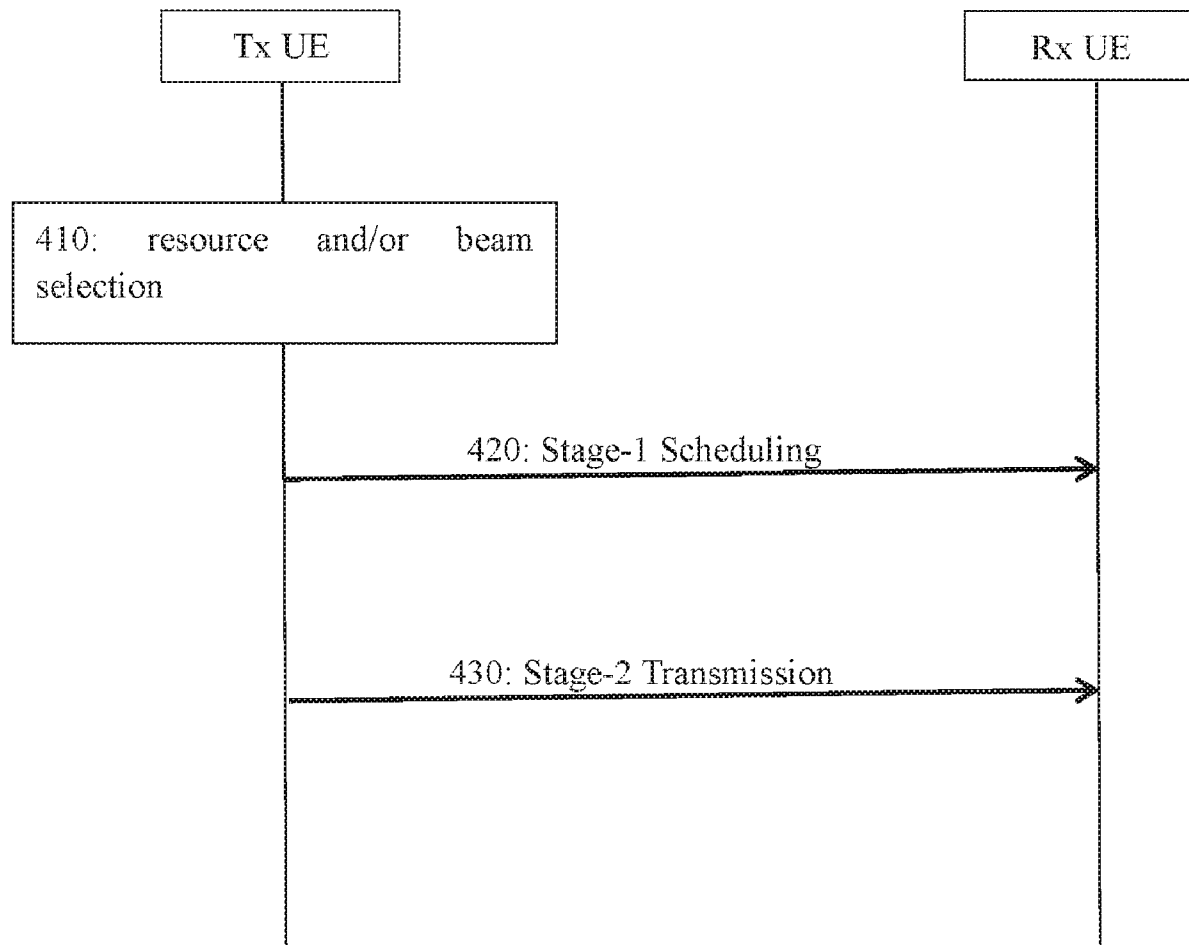 Tx UE
Rx UE
410: resource and/or beam
selection
420: Stage-1 Scheduling
430: Stage-2 Transmission